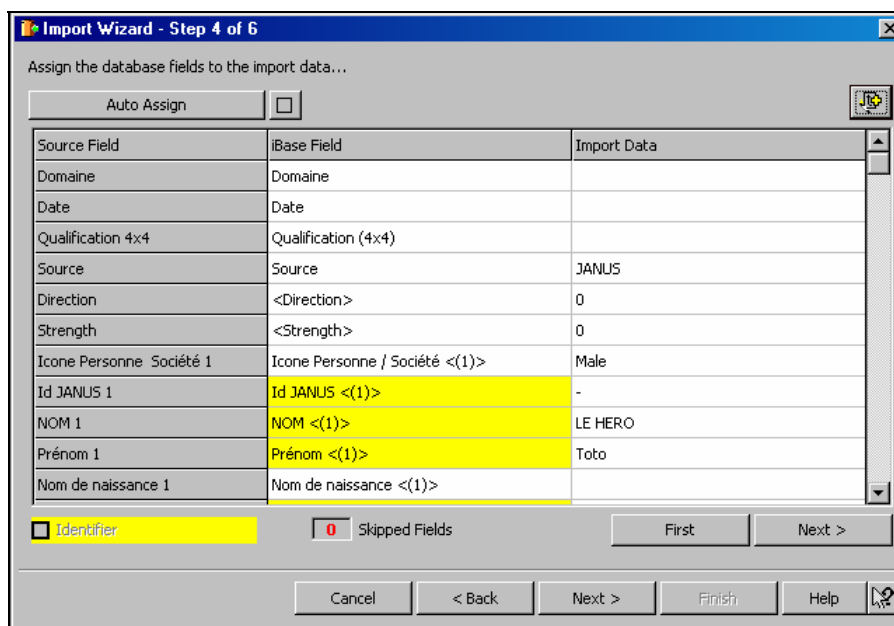 Import Wizard - Step 4 of 6
Assign the database fields to the import data...
Auto Assign
Source Field iBase Field Import Data
Domaine Domaine
Date Date
Qualification 4x4 Qualification (4x4)
Source Source JANUS
Direction <Direction> 0
Strength <Strength> 0
Icone Personne  Société 1 Icone Personne / Société <(1)> Male
Id JANUS 1 Id JANUS <(1)> -
NOM 1 NOM <(1)> LE HERO
Prénom 1 Prénom <(1)> Toto
Nom de naissance 1 Nom de naissance <(1)>
Identifier 0 Skipped Fields First Next >
Cancel < Back Next > Finish Help